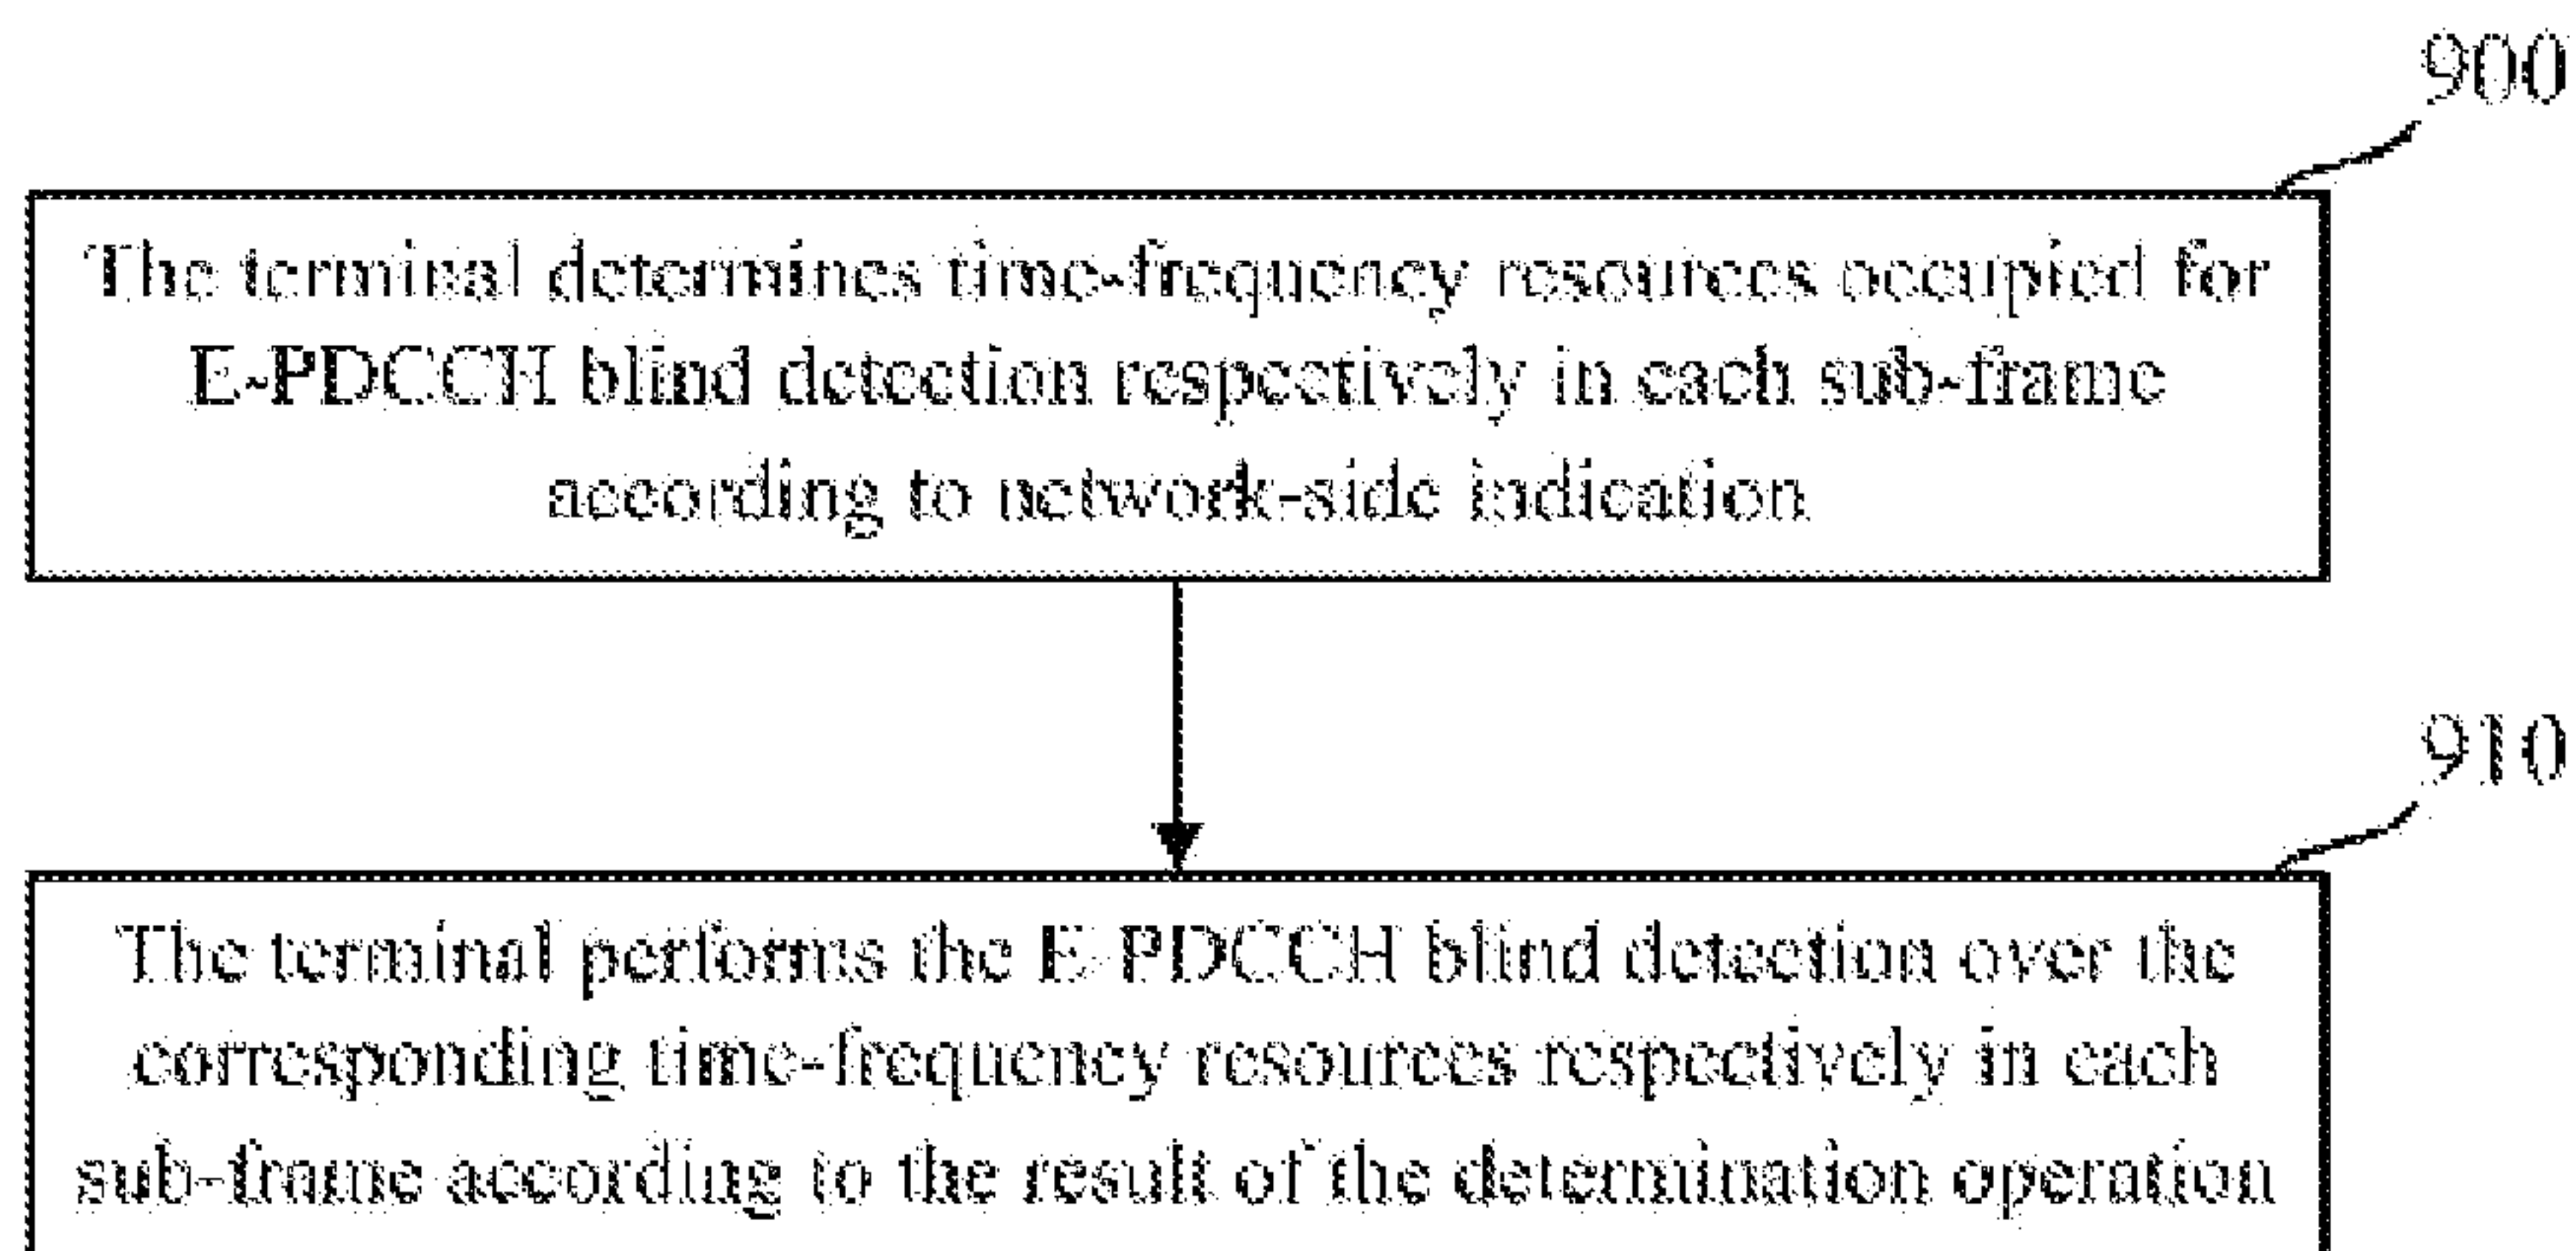 900
The terminal determines time-frequency resources occupied for
E-PDCCH blind detection respectively in each sub-frame
according to network-side indication
910
The terminal performs the E-PDCCH blind detection over the
corresponding time-frequency resources respectively in each
sub-frame according to the result of the determination operation